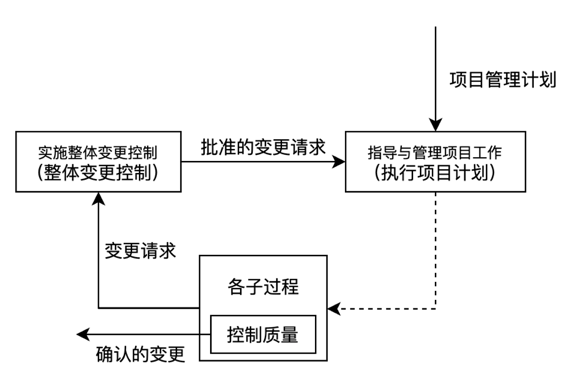 项目管理计划
实施整体变更控制
（整体变更控制）
批准的变更请求
指导与管理项目工作
（执行项目计划）
变更请求
各子过程
控制质量
确认的变更